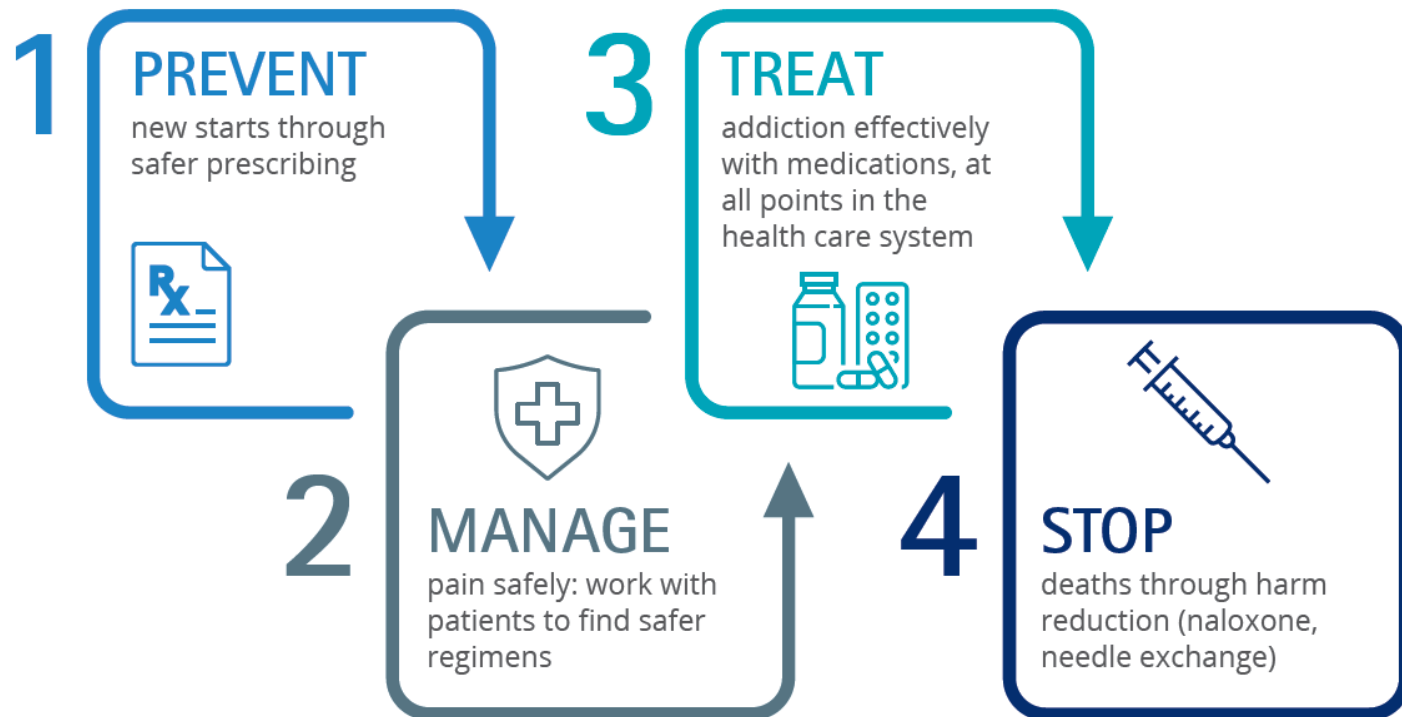 1
PREVENT
new starts through
safer prescribing
Rx
2
MANAGE
pain safely: work with
patients to find safer
regimens
3
TREAT
addiction effectively
with medications, at
all points in the
health care system
4
STOP
deaths through harm
reduction (naloxone,
needle exchange)